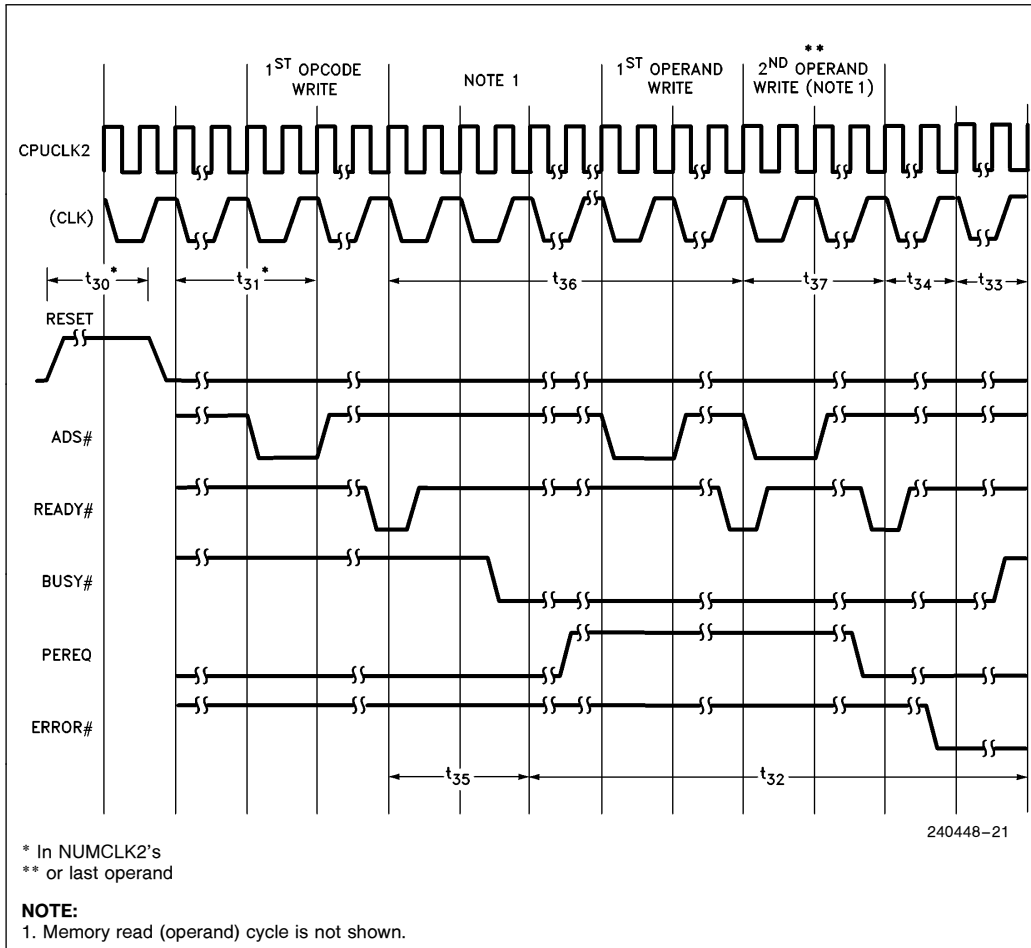 **
1ST OPCODE
WRITE
NOTE 1
1ST OPERAND
WRITE
2ND OPERAND
WRITE (NOTE 1)
CPUCLK2
(CLK)
t30*
t31*
t36
t37
t34
t33
RESET
ADS#
READY#
BUSY#
PEREQ
ERROR#
t35
t32
240448–21
* In NUMCLK2's
** or last operand
NOTE:
1. Memory read (operand) cycle is not shown.